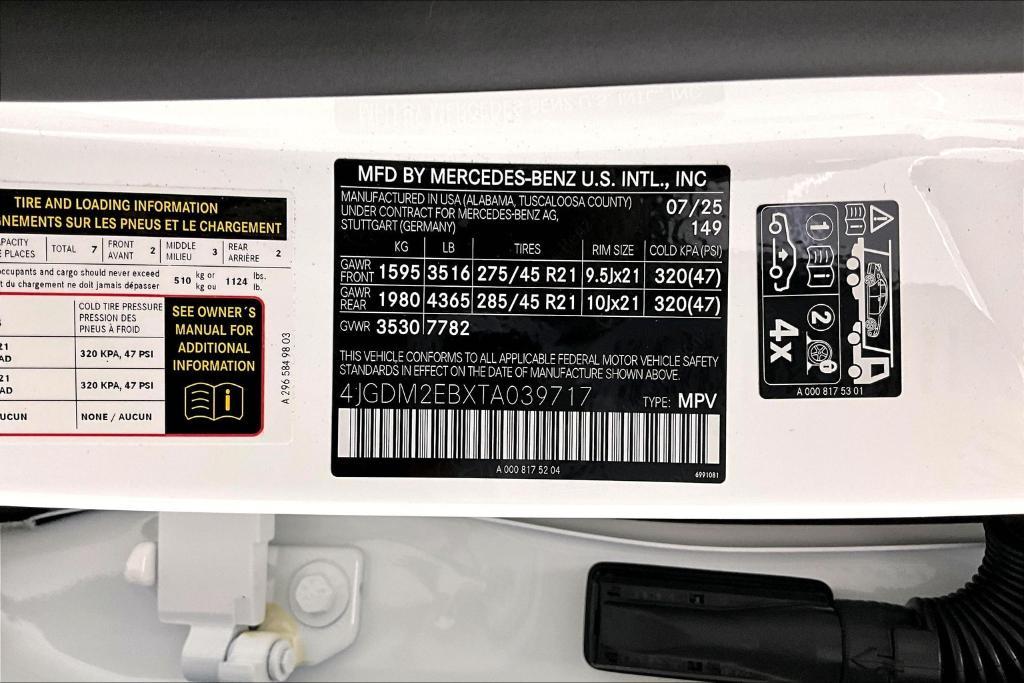 TIRE AND LOADING INFORMATION
GNEMENTS SUR LES PNEUS ET LE CHARGEMENT
TOTAL 7 FRONT AVANT 2 MIDDLE MILIEU 3 REAR ARRIÈRE 2
PLACES
occupants and cargo should never exceed
du chargement ne doit jamais dépasser
510 kg or kg ou 1124 lbs. lb.
COLD TIRE PRESSURE
PRESSION DES
PNEUS À FROID
21
AD
320 KPA, 47 PSI
21
AD
320 KPA, 47 PSI
UCUN
NONE / AUCUN
SEE OWNER´S
MANUAL FOR
ADDITIONAL
INFORMATION
i
A 296 584 98 03
MFD BY MERCEDES-BENZ U.S. INTL., INC
MANUFACTURED IN USA (ALABAMA, TUSCALOOSA COUNTY)
UNDER CONTRACT FOR MERCEDES-BENZ AG,
STUTTGART (GERMANY)
07/25
149
KG LB TIRES RIM SIZE COLD KPA(PSI)
GAWR FRONT 1595 3516 275/45 R21 9.5Jx21 320(47)
GAWR REAR 1980 4365 285/45 R21 10Jx21 320(47)
GVWR 3530 7782
THIS VEHICLE CONFORMS TO ALL APPLICABLE FEDERAL MOTOR VEHICLE SAFETY
STANDARDS IN EFFECT ON THE DATE OF MANUFACTURE SHOWN ABOVE.
4JGDM2EBXTA039717 TYPE: MPV
A 000 817 52 04
6991081
1
i
i
2
4x
A 000 817 53 01